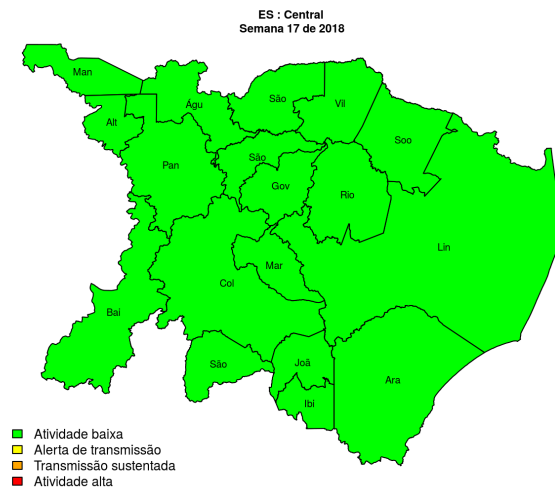 ES : Central
Semana 17 de 2018
Man
Águ
São
Vil
Alt
Soo
São
Pan
Gov
Rio
Lin
Mar
Col
Bai
São
Joã
Ara
Ibi
Atividade baixa
Alerta de transmissão
Transmissão sustentada
Atividade alta